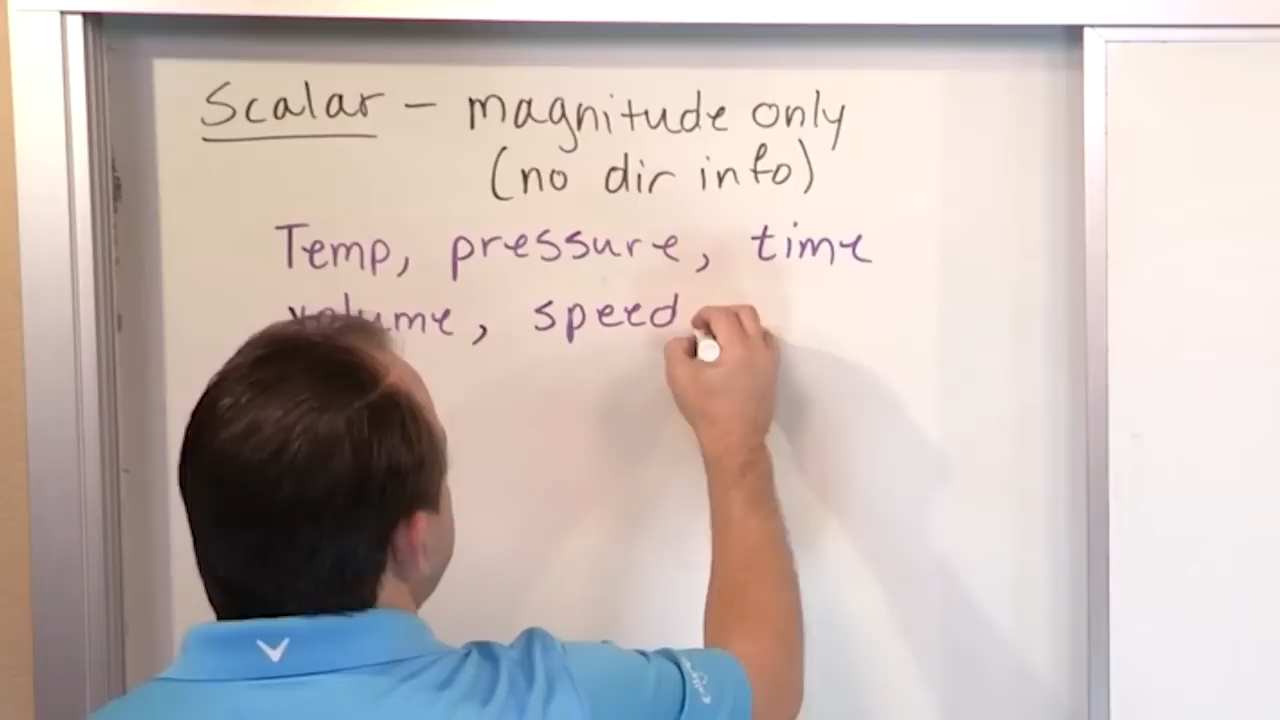 Scalar – magnitude only
(no dir info)
Temp, pressure, time
volume, speed